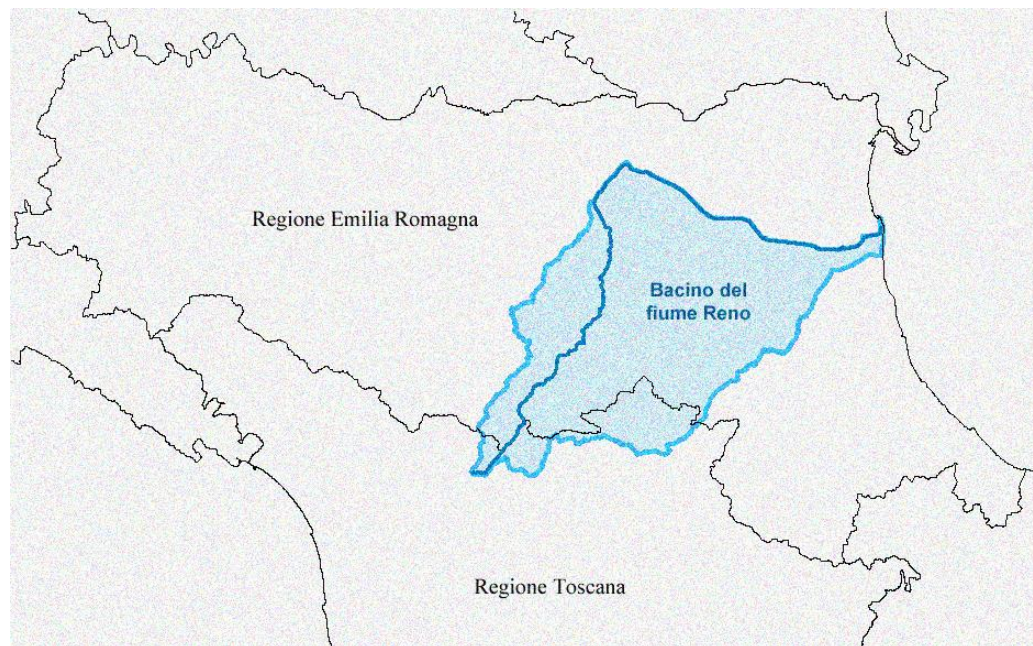 Regione Emilia Romagna
Bacino del
fiume Reno
Regione Toscana